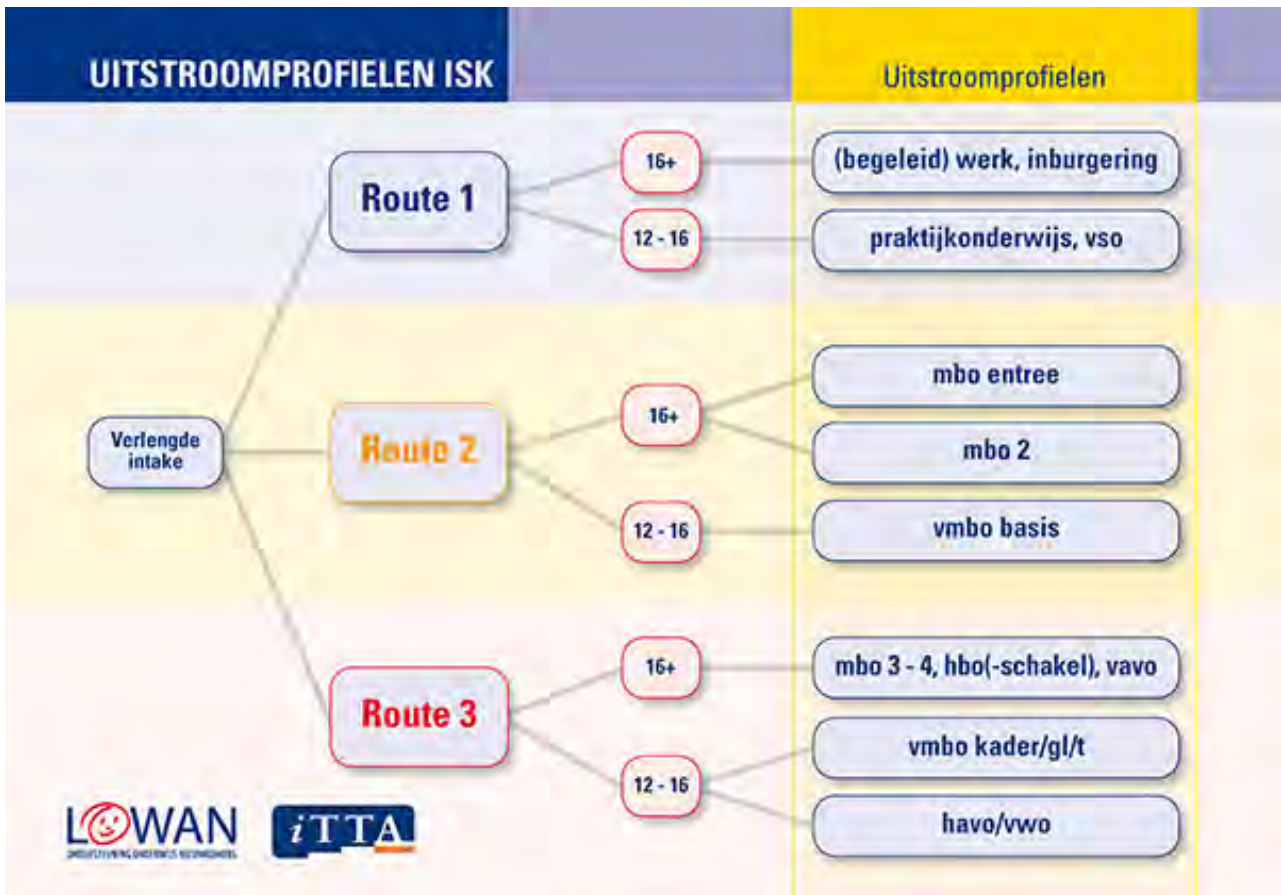 UITSTROOMPROFIELEN ISK
Uitstroomprofielen
Verlengde
intake
Route 1
16+
(begeleid) werk, inburgering
12 - 16
praktijkonderwijs, vso
Route 2
16+
mbo entree
mbo 2
12 - 16
vmbo basis
Route 3
16+
mbo 3 - 4, hbo(-schakel), vavo
12 - 16
vmbo kader/gl/t
havo/vwo
LOWAN
iTTA